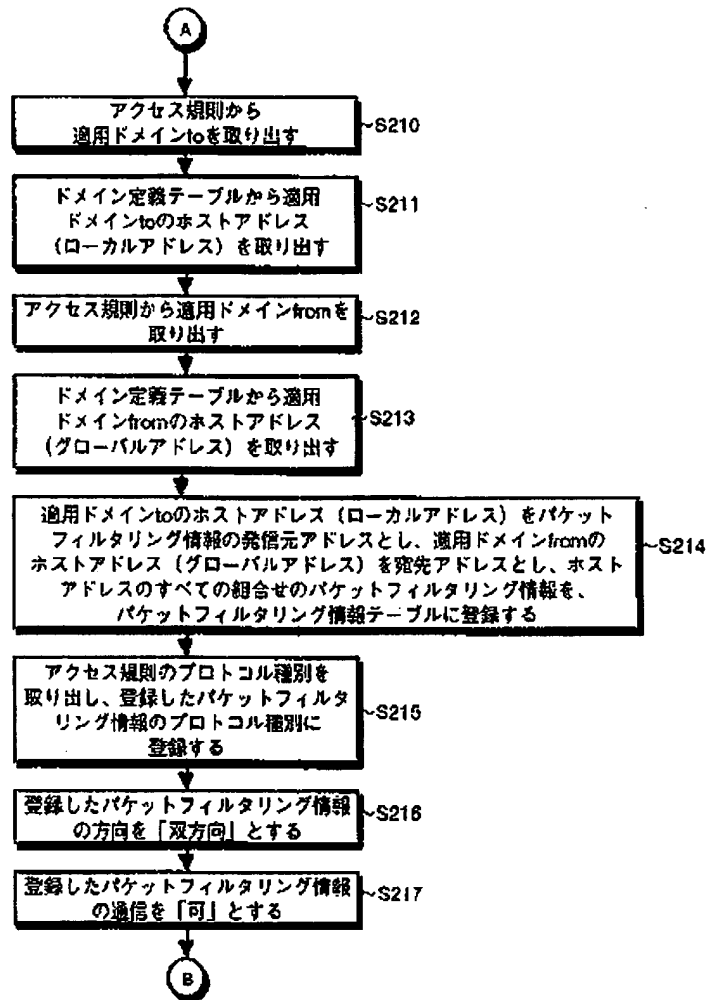 A
アクセス規則から
適用ドメインtoを取り出す
~S210
ドメイン定義テーブルから適用
ドメインtoのホストアドレス
(ローカルアドレス)を取り出す
~S211
アクセス規則から適用ドメインfromを
取り出す
~S212
ドメイン定義テーブルから適用
ドメインfromのホストアドレス
(グローバルアドレス)を取り出す
~S213
適用ドメインtoのホストアドレス(ローカルアドレス)をパケット
フィルタリング情報の発信元アドレスとし、適用ドメインfromの
ホストアドレス(グローバルアドレス)を宛先アドレスとし、ホスト
アドレスのすべての組合せのパケットフィルタリング情報を、
パケットフィルタリング情報テーブルに登録する
~S214
アクセス規則のプロトコル種別を
取り出し、登録したパケットフィルタ
リング情報のプロトコル種別に
登録する
~S215
登録したパケットフィルタリング情報
の方向を「双方向」とする
~S216
登録したパケットフィルタリング情報
の通信を「可」とする
~S217
B